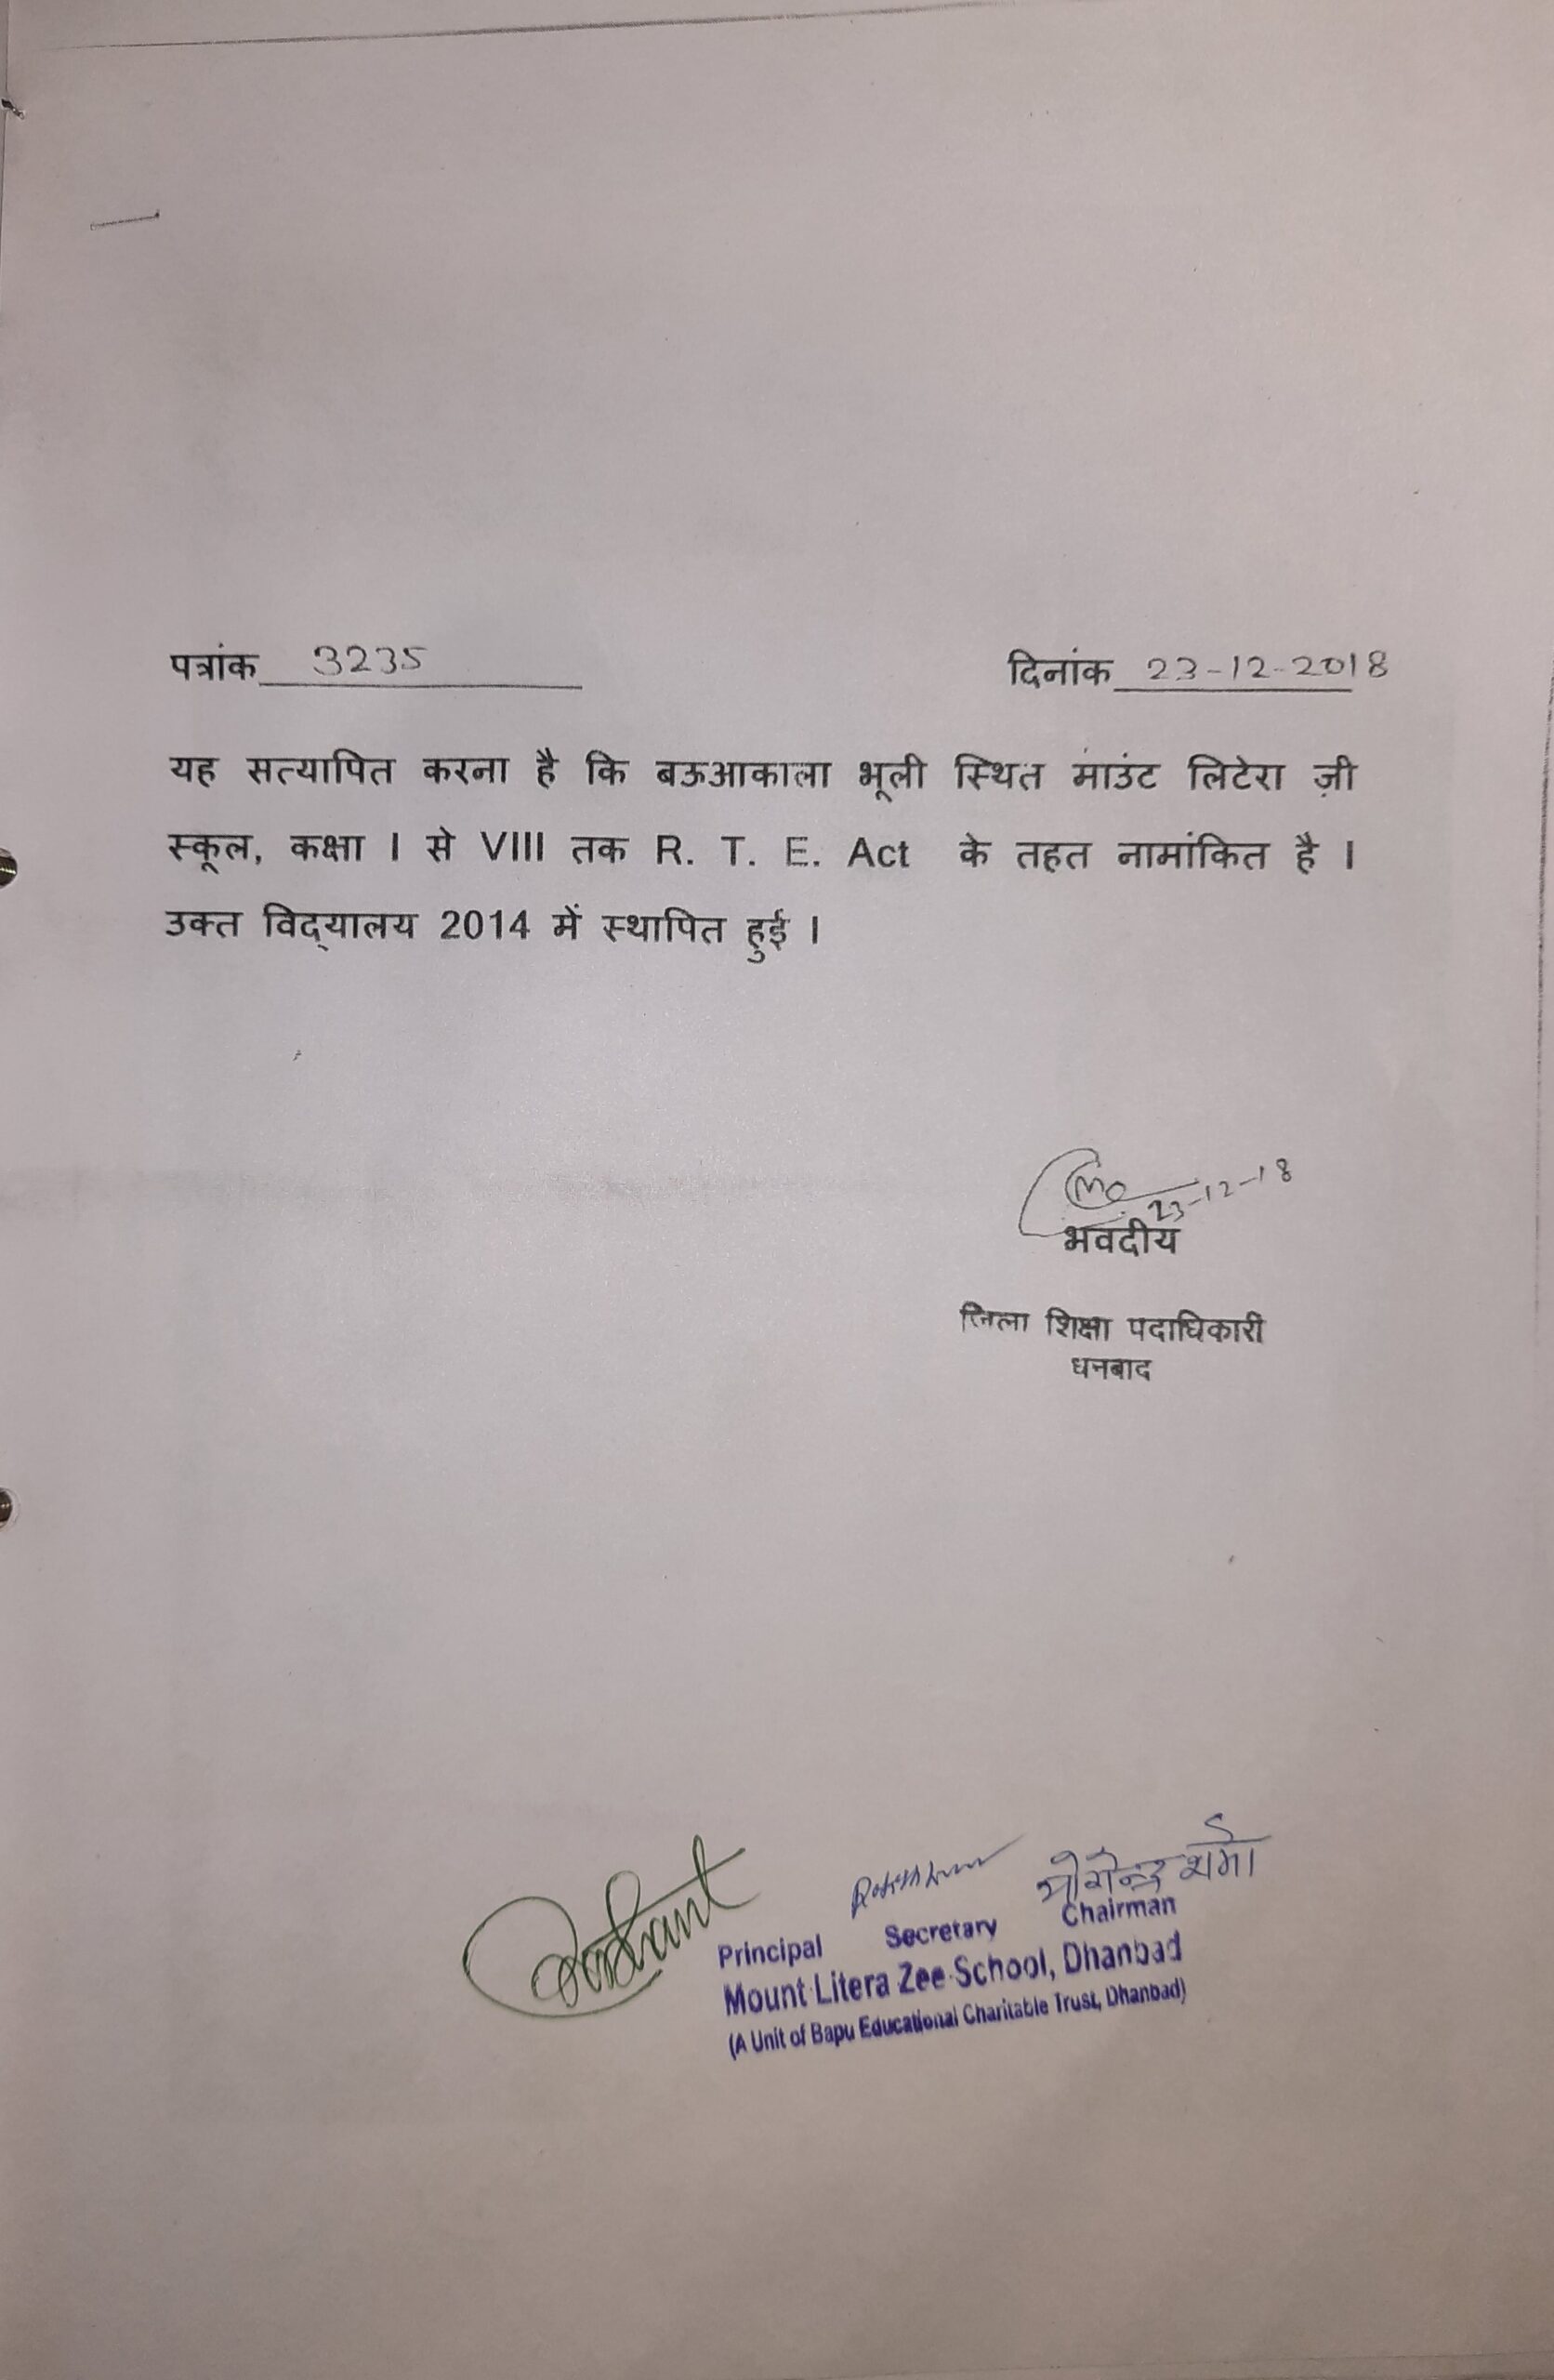 पत्रांक 3235 दिनांक 23-12-2018
यह सत्यापित करना है कि बऊआकाला भूली स्थित माउंट लिटेरा ज़ी
स्कूल, कक्षा I से VIII तक R. T. E. Act के तहत नामांकित है ।
उक्त विद्यालय 2014 में स्थापित हुई ।
23-12-18
भवदीय
जिला शिक्षा पदाधिकारी
धनबाद
योगेन्द्र शर्मा
Principal Secretary Chairman
Mount Litera Zee School, Dhanbad
(A Unit of Bapu Educational Charitable Trust, Dhanbad)